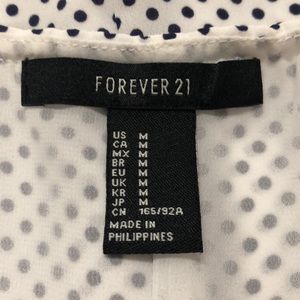 FOREVER 21
US M
CA M
MX M
BR M
EU M
UK M
KR M
JP M
CN 165/92A
MADE IN
PHILIPPINES